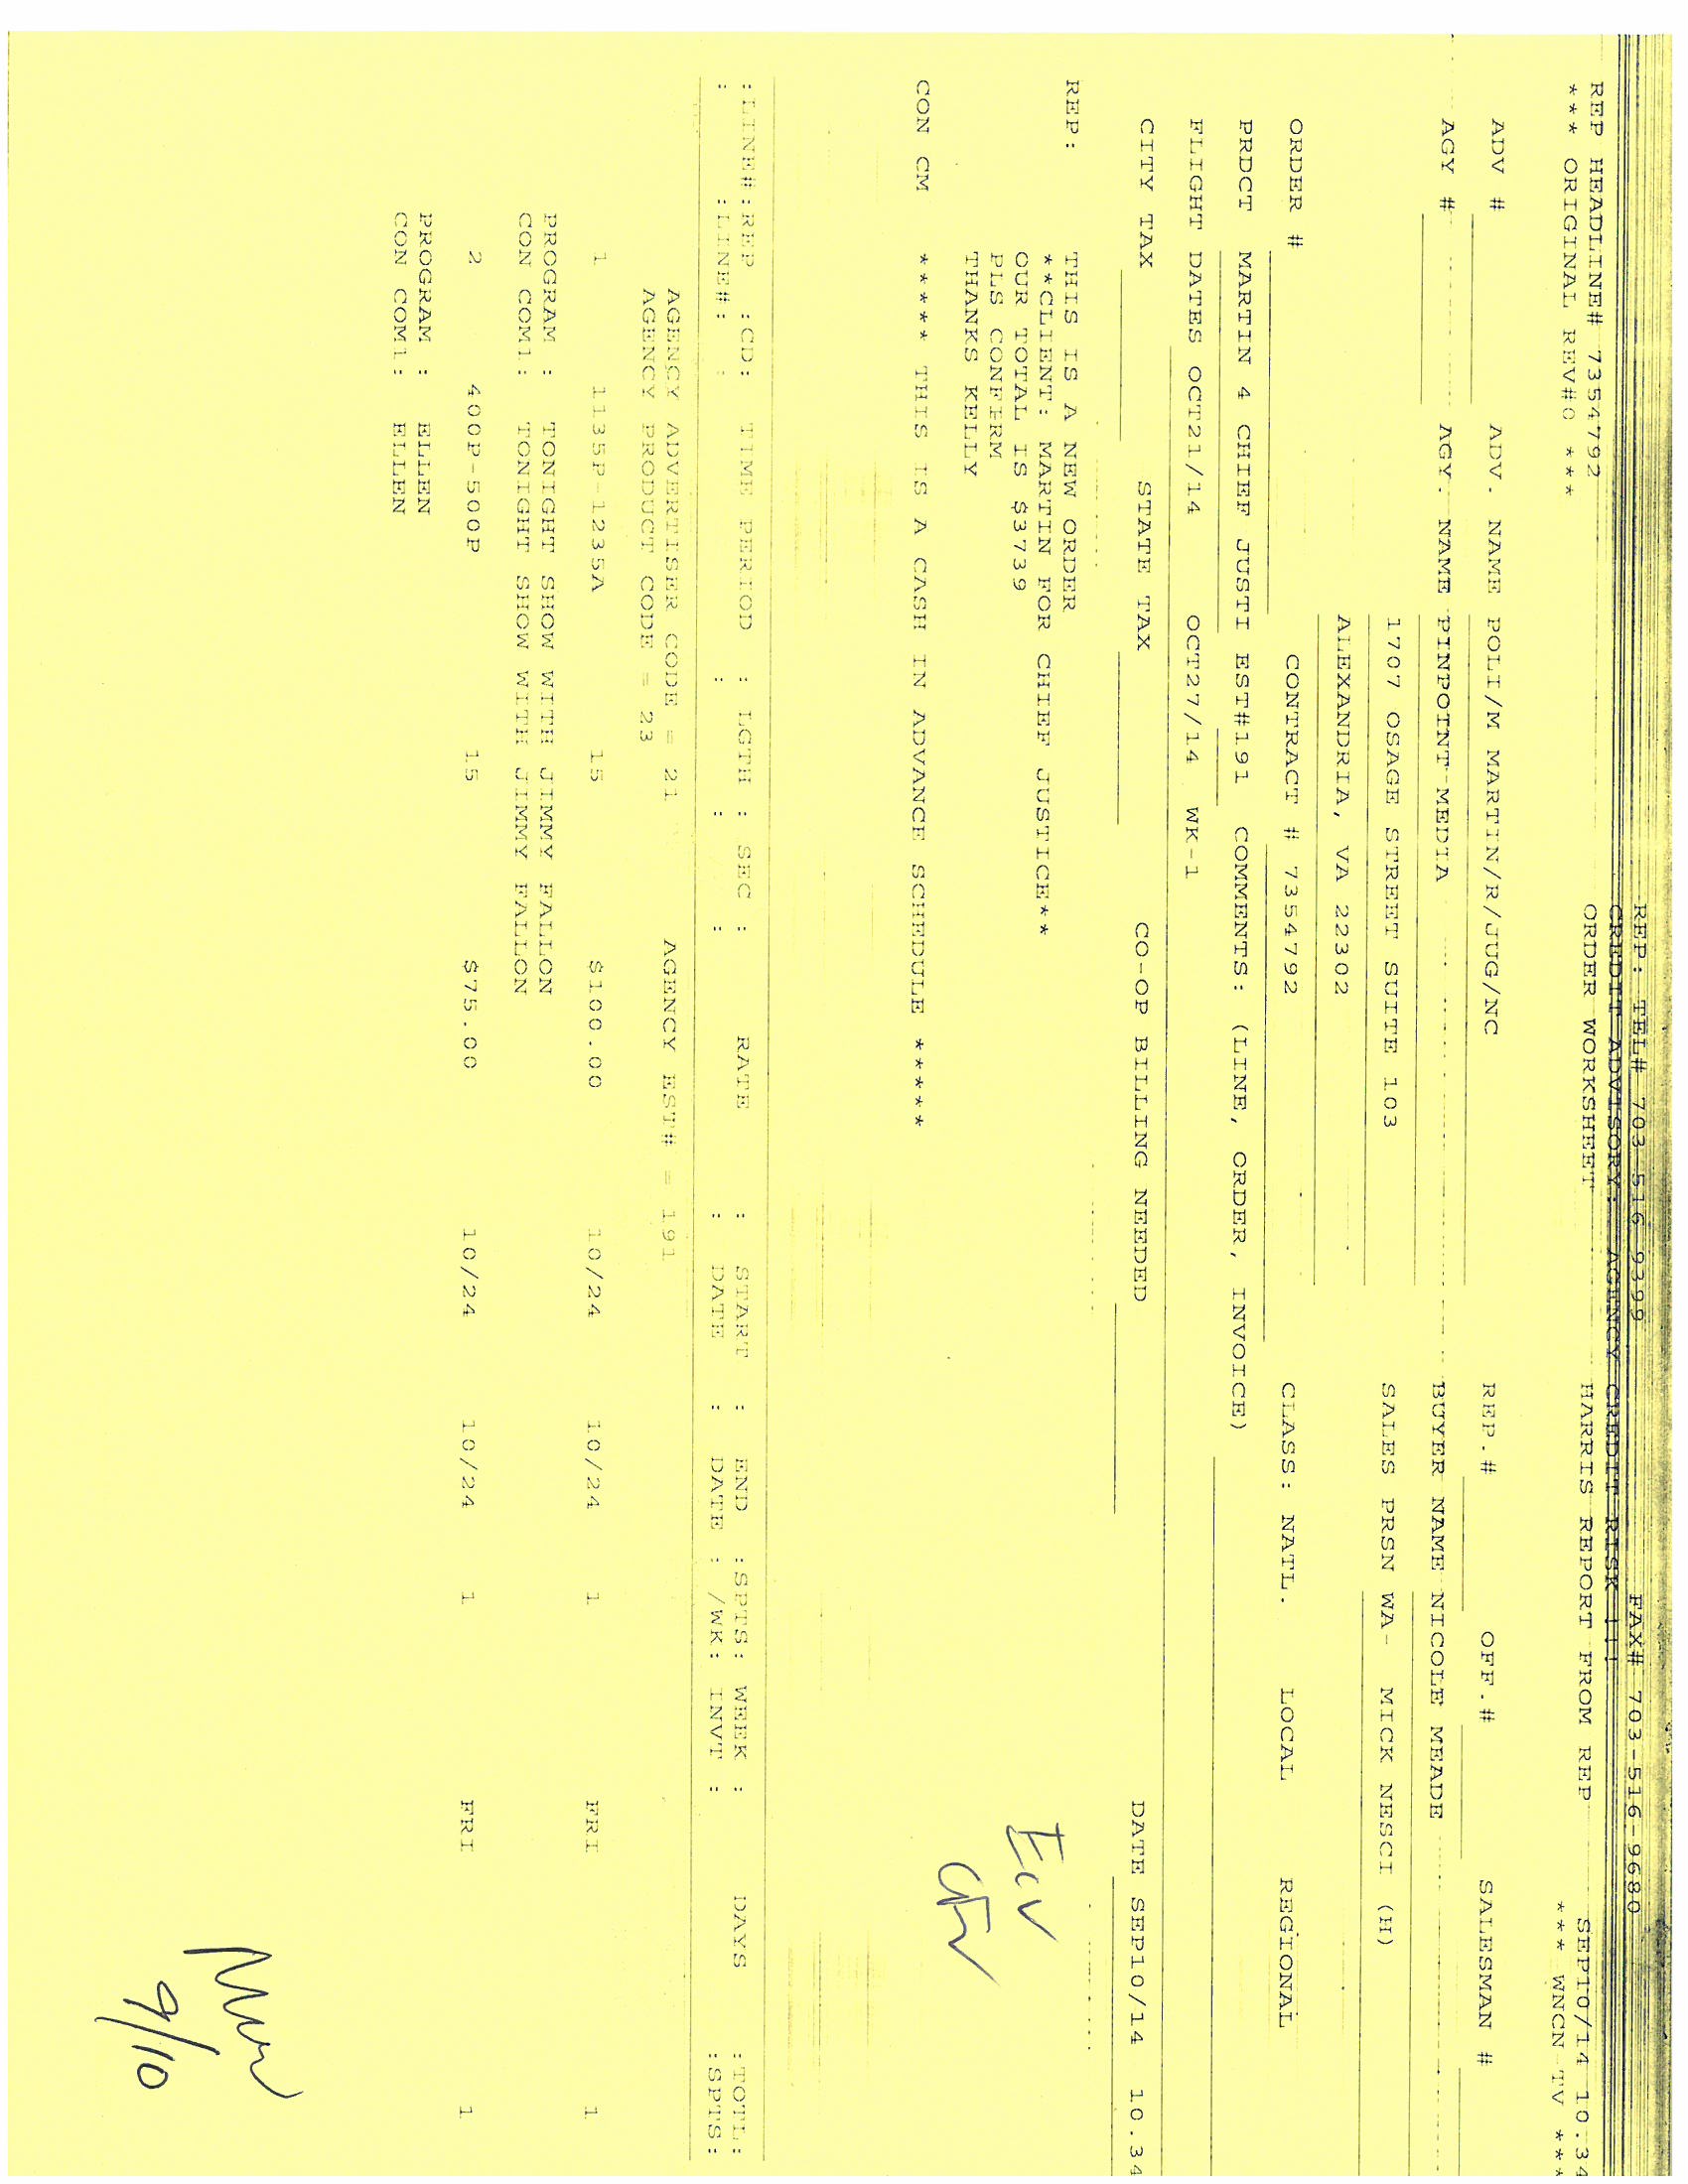 REP: TEL# 703-516-9399 FAX# 703-516-9680
CREDIT ADVISORY: AGENCY CREDIT RISK
REP HEADLINE# 7354792 ORDER WORKSHEET HARRIS REPORT FROM REP SEP10/14 10.34
*** ORIGINAL REV#0 *** *** WNCN-TV ***
ADV # ADV. NAME POLI/M MARTIN/R/JUG/NC REP.# OFF.# SALESMAN #
AGY # AGY. NAME PINPOINT MEDIA BUYER NAME NICOLE MEADE
1707 OSAGE STREET SUITE 103 SALES PRSN WA- MICK NESCI (H)
ALEXANDRIA, VA 22302
ORDER # CONTRACT # 7354792 CLASS: NATL. LOCAL REGIONAL
PRDCT MARTIN 4 CHIEF JUSTI EST#191 COMMENTS: (LINE, ORDER, INVOICE)
FLIGHT DATES OCT21/14 OCT27/14 WK-1
CITY TAX STATE TAX CO-OP BILLING NEEDED DATE SEP10/14 10.34
REP: THIS IS A NEW ORDER
**CLIENT: MARTIN FOR CHIEF JUSTICE**
OUR TOTAL IS $3739
PLS CONFIRM
THANKS KELLY
CON CM ***** THIS IS A CASH IN ADVANCE SCHEDULE *****
:LINE#:REP :CD: TIME PERIOD : LGTH : SEC : RATE : START : END :SPTS: WEEK : DAYS :TOTL:
: :LINE#: : : : : : DATE : DATE : /WK: INVT : :SPTS:
AGENCY ADVERTISER CODE = 21 AGENCY EST# = 191
AGENCY PRODUCT CODE = 23
1 1135P-1235A 15 $100.00 10/24 10/24 1 FRI 1
PROGRAM : TONIGHT SHOW WITH JIMMY FALLON
CON COM1: TONIGHT SHOW WITH JIMMY FALLON
2 400P-500P 15 $75.00 10/24 10/24 1 FRI 1
PROGRAM : ELLEN
CON COM1: ELLEN
9/10